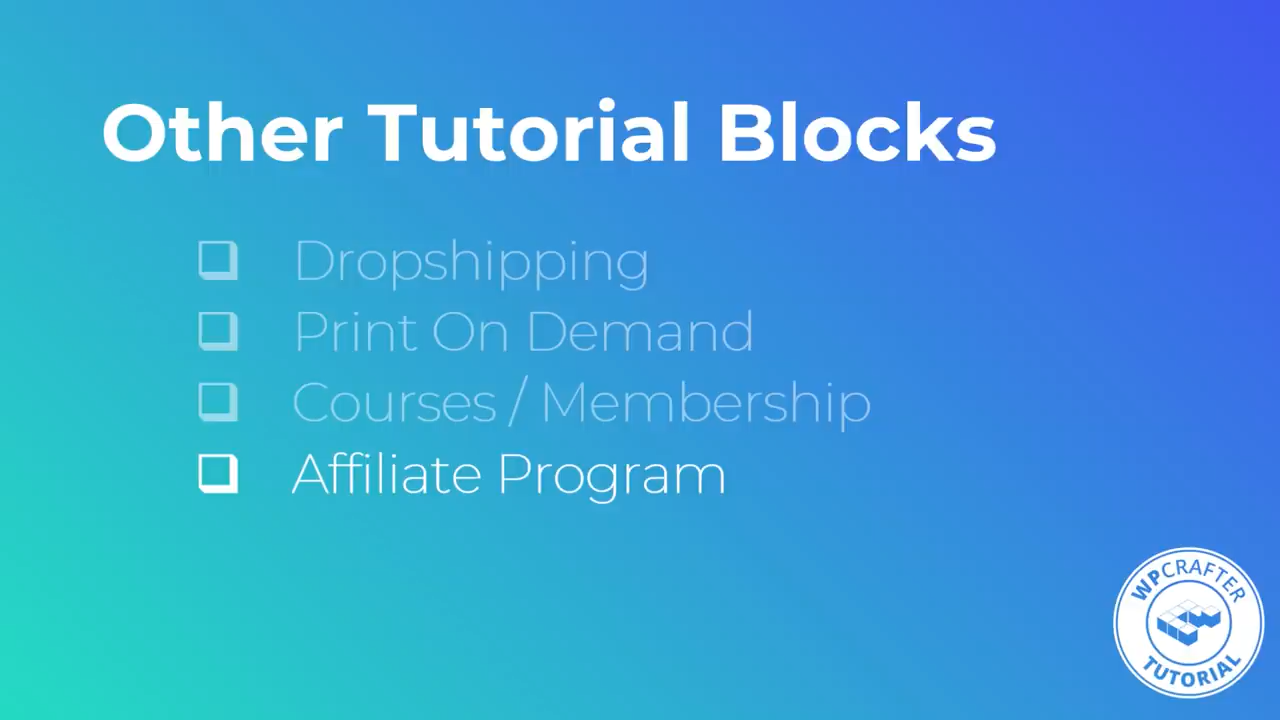 Other Tutorial Blocks
❏ Dropshipping
❏ Print On Demand
❏ Courses / Membership
❏ Affiliate Program
WPCRAFTER
TUTORIAL